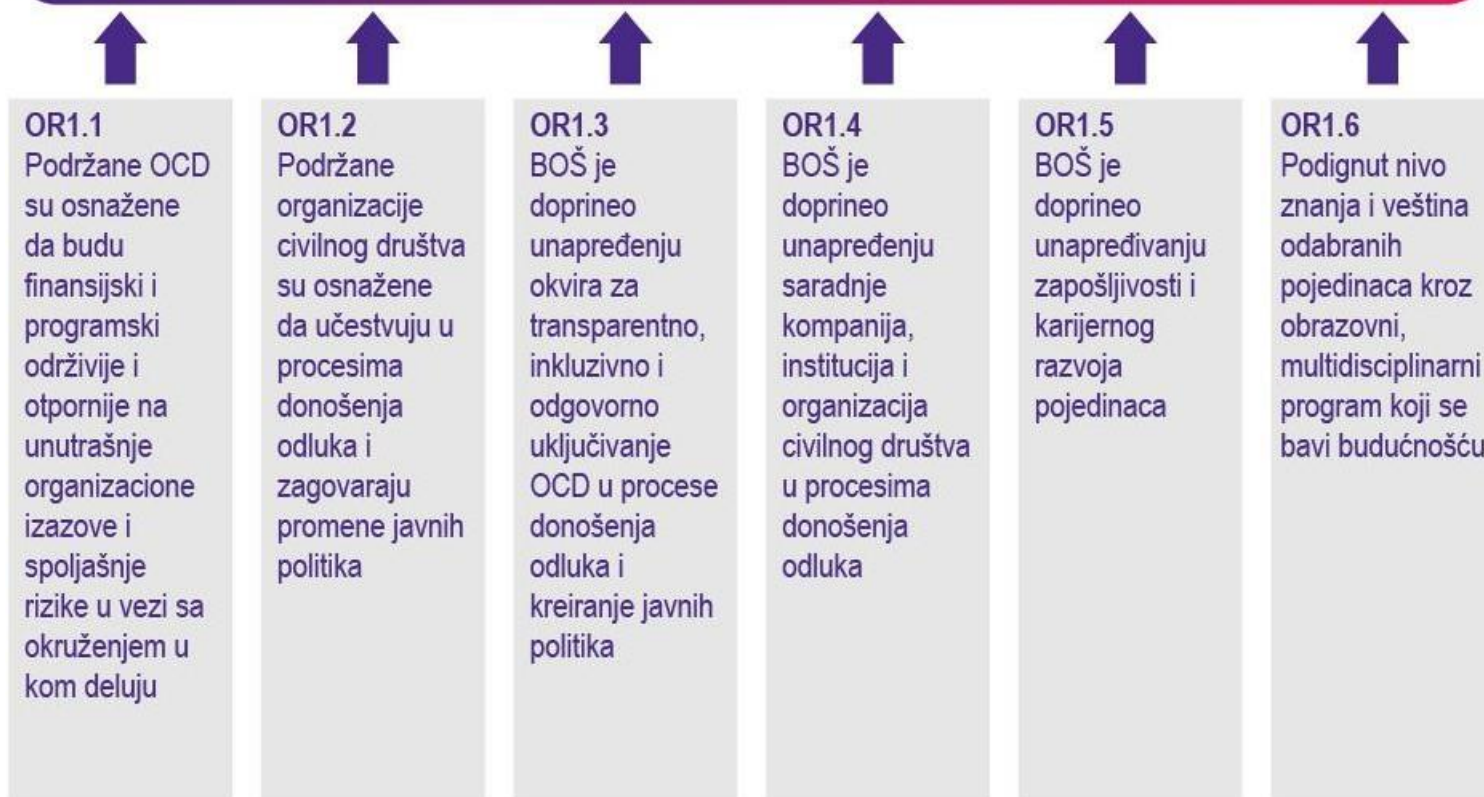 OR1.1
Podržane OCD
su osnažene
da budu
finansijski i
programski
održivije i
otpornije na
unutrašnje
organizacione
izazove i
spoljašnje
rizike u vezi sa
okruženjem u
kom deluju
OR1.2
Podržane
organizacije
civilnog društva
su osnažene
da učestvuju u
procesima
donošenja
odluka i
zagovaraju
promene javnih
politika
OR1.3
BOŠ je
doprineo
unapređenju
okvira za
transparentno,
inkluzivno i
odgovorno
uključivanje
OCD u procese
donošenja
odluka i
kreiranje javnih
politika
OR1.4
BOŠ je
doprineo
unapređenju
saradnje
kompanija,
institucija i
organizacija
civilnog društva
u procesima
donošenja
odluka
OR1.5
BOŠ je
doprineo
unapređivanju
zapošljivosti i
karijernog
razvoja
pojedinaca
OR1.6
Podignut nivo
znanja i veština
odabranih
pojedinaca kroz
obrazovni,
multidisciplinarni
program koji se
bavi budućnošću